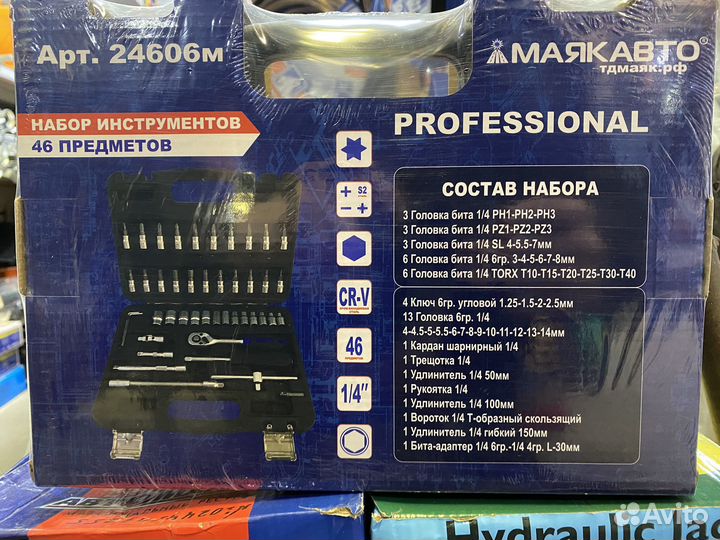 Арт. 24606м
МАЯКАВТО®
тдмаяк.рф
НАБОР ИНСТРУМЕНТОВ
46 ПРЕДМЕТОВ
PROFESSIONAL
S2
CR-V
46
ПРЕДМЕТОВ
1/4"
СОСТАВ НАБОРА
3 Головка бита 1/4 PH1-PH2-PH3
3 Головка бита 1/4 PZ1-PZ2-PZ3
3 Головка бита 1/4 SL 4-5.5-7мм
6 Головка бита 1/4 6гр. 3-4-5-6-7-8мм
6 Головка бита 1/4 TORX T10-T15-T20-T25-T30-T40
4 Ключ 6гр. угловой 1.25-1.5-2-2.5мм
13 Головка 6гр. 1/4
4-4.5-5-5.5-6-7-8-9-10-11-12-13-14мм
1 Кардан шарнирный 1/4
1 Трещотка 1/4
1 Удлинитель 1/4 50мм
1 Рукоятка 1/4
1 Удлинитель 1/4 100мм
1 Вороток 1/4 Т-образный скользящий
1 Удлинитель 1/4 гибкий 150мм
1 Бита-адаптер 1/4 6гр.-1/4 4гр. L-30мм
Hydraulic Jac
Avito